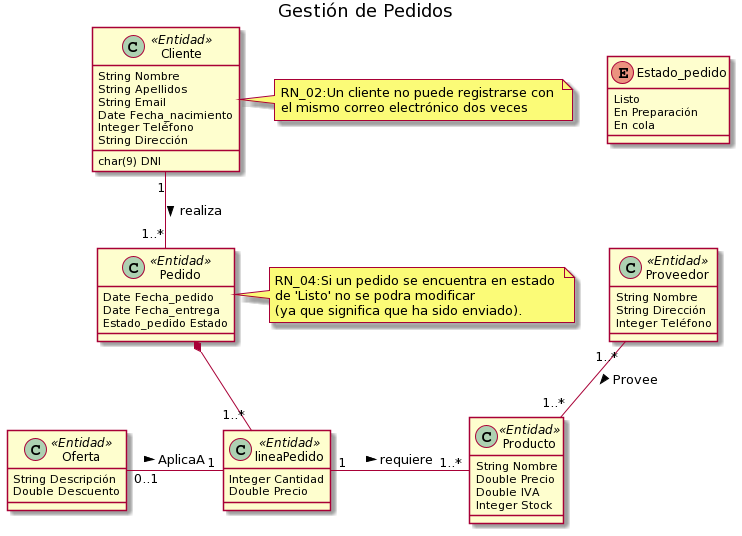 Gestión de Pedidos
C
«Entidad»
Cliente
String Nombre
String Apellidos
String Email
Date Fecha_nacimiento
Integer Teléfono
String Dirección
char(9) DNI
RN_02:Un cliente no puede registrarse con
el mismo correo electrónico dos veces
E Estado_pedido
Listo
En Preparación
En cola
1
realiza
1..*
C
«Entidad»
Pedido
Date Fecha_pedido
Date Fecha_entrega
Estado_pedido Estado
RN_04:Si un pedido se encuentra en estado
de 'Listo' no se podra modificar
(ya que significa que ha sido enviado).
C
«Entidad»
Proveedor
String Nombre
String Dirección
Integer Teléfono
1..*
Provee
1..*
1..*
C
«Entidad»
Oferta
String Descripción
Double Descuento
AplicaA
0..1
1
C
«Entidad»
lineaPedido
Integer Cantidad
Double Precio
1
requiere
1..*
C
«Entidad»
Producto
String Nombre
Double Precio
Double IVA
Integer Stock